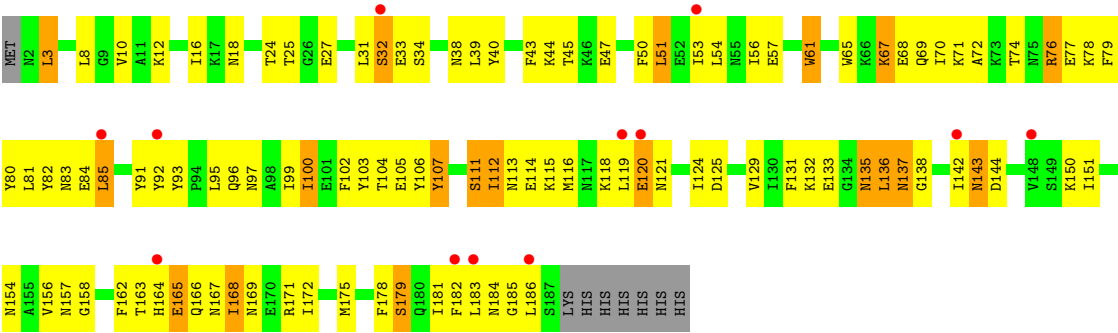 MET N2 L3 L8 G9 V10 A11 K12 I16 K17 N18 T24 T25 G26 E27 L31 S32 E33 S34 N38 L39 Y40 F43 K44 T45 K46 E47 F50 L51 E52 I53 L54 N55 I56 E57 W61 W65 K66 K67 E68 Q69 I70 K71 A72 K73 T74 N75 R76 E77 K78 F79
Y80 L81 Y82 N83 E84 L85 Y91 Y92 Y93 P94 L95 Q96 N97 A98 I99 I100 E101 F102 Y103 T104 E105 Y106 Y107 S111 I112 N113 E114 K115 M116 N117 K118 L119 E120 N121 I124 D125 V129 I130 F131 K132 E133 G134 N135 L136 N137 G138 I142 N143 D144 V148 S149 K150 I151
N154 A155 V156 N157 G158 F162 T163 H164 E165 Q166 N167 I168 N169 E170 R171 I172 M175 F178 S179 Q180 I181 F182 L183 N184 G185 L186 S187 LYS HIS HIS HIS HIS HIS HIS